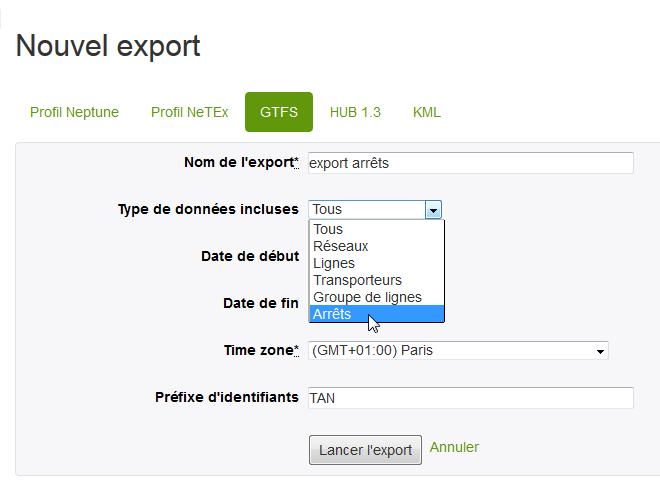 Nouvel export
Profil Neptune Profil NeTEx GTFS HUB 1.3 KML
Nom de l'export* export arrêts
Type de données incluses Tous
Tous
Réseaux
Date de début
Lignes
Transporteurs
Groupe de lignes
Date de fin
Arrêts
Time zone* (GMT+01:00) Paris
Préfixe d'identifiants TAN
Lancer l'export Annuler